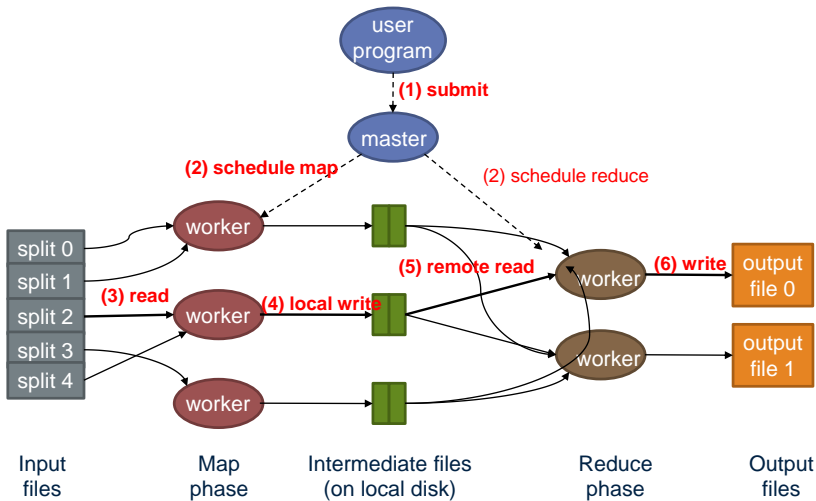 user
program
(1) submit
master
(2) schedule map
(2) schedule reduce
worker
split 0
split 1
split 2
split 3
split 4
(3) read
worker
(4) local write
(5) remote read
worker
(6) write
output
file 0
worker
output
file 1
worker
Input
files
Map
phase
Intermediate files
(on local disk)
Reduce
phase
Output
files